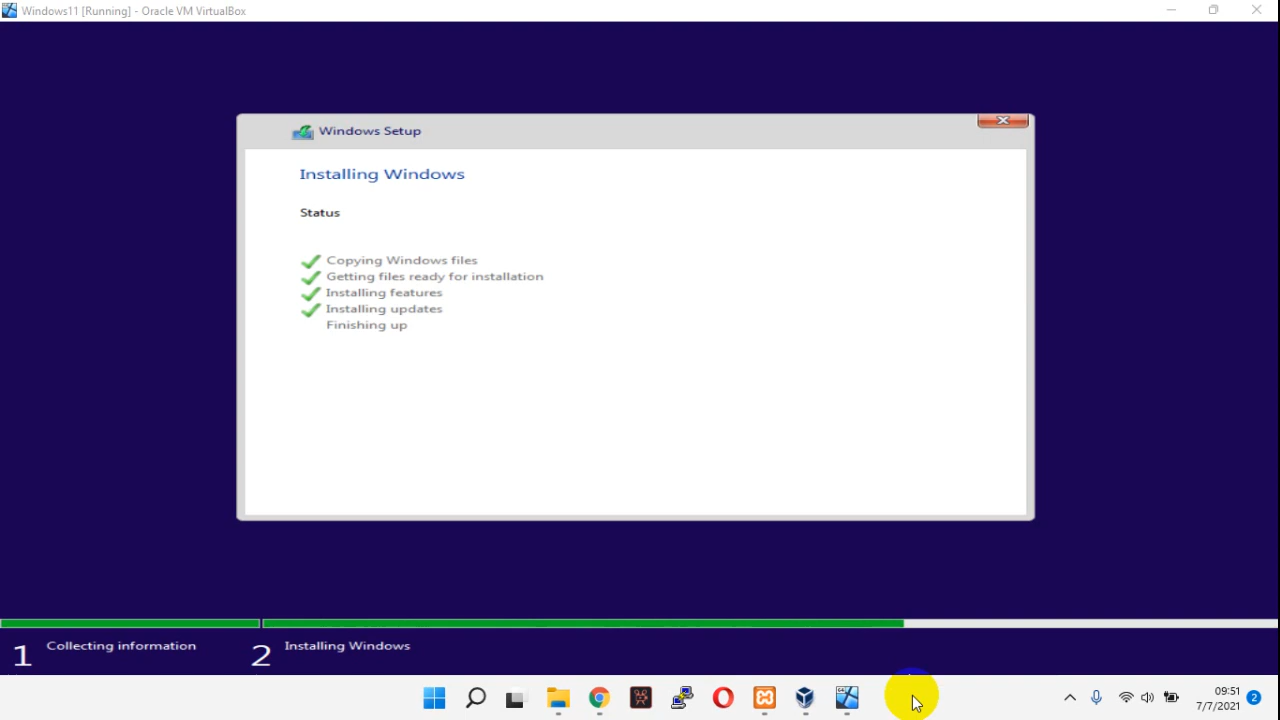 Windows11 [Running] - Oracle VM VirtualBox
Windows Setup
Installing Windows
Status
Copying Windows files
Getting files ready for installation
Installing features
Installing updates
Finishing up
1 Collecting information
2 Installing Windows
09:51
7/7/2021
2